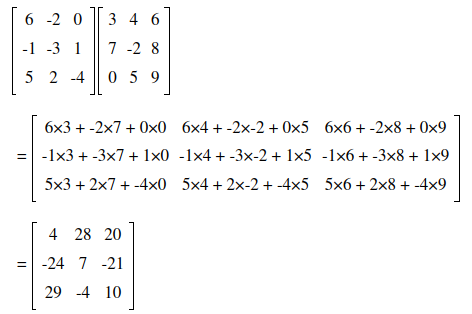 6 -2 0 3 4 6
-1 -3 1 7 -2 8
5 2 -4 0 5 9
6×3 + -2×7 + 0×0 6×4 + -2×-2 + 0×5 6×6 + -2×8 + 0×9
= -1×3 + -3×7 + 1×0 -1×4 + -3×-2 + 1×5 -1×6 + -3×8 + 1×9
5×3 + 2×7 + -4×0 5×4 + 2×-2 + -4×5 5×6 + 2×8 + -4×9
4 28 20
= -24 7 -21
29 -4 10